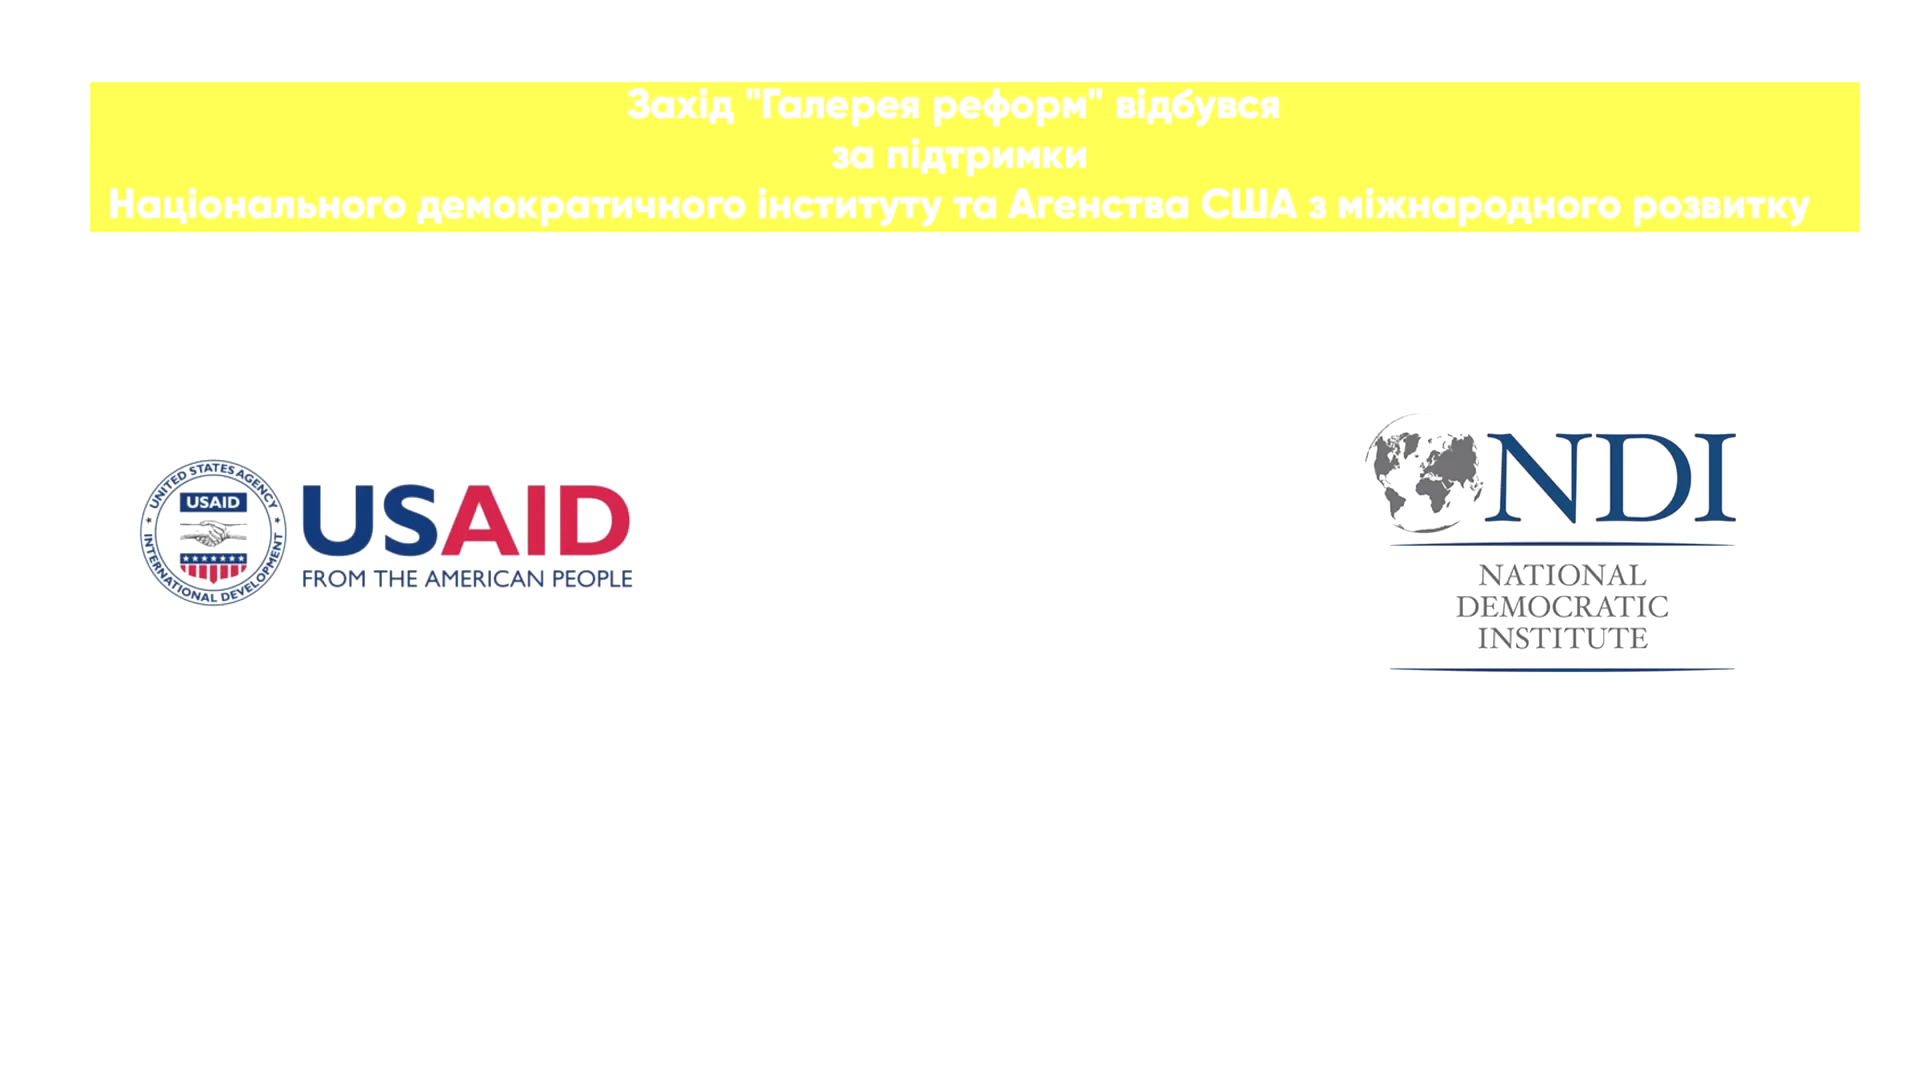 Захід "Галерея реформ" відбувся
за підтримки
Національного демократичного інституту та Агенства США з міжнародного розвитку
UNITED STATES AGENCY
USAID
INTERNATIONAL DEVELOPMENT
USAID
FROM THE AMERICAN PEOPLE
NDI
NATIONAL
DEMOCRATIC
INSTITUTE